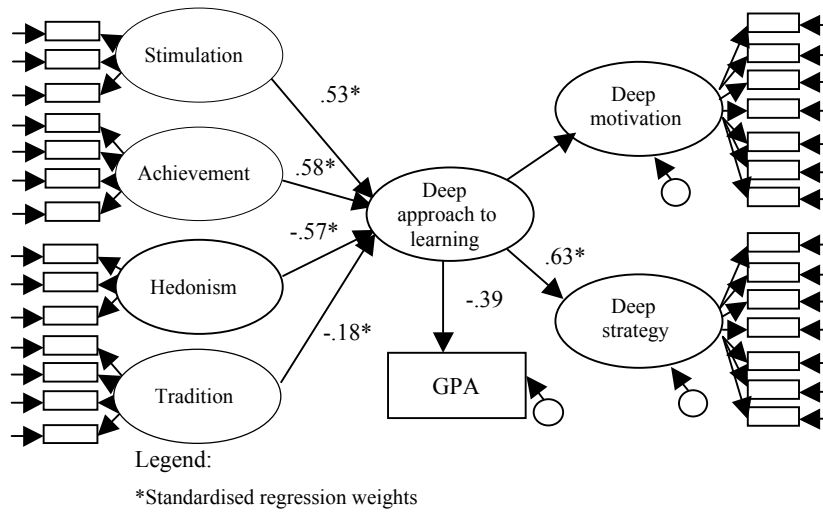 Stimulation
.53*
Achievement
.58*
Hedonism
-.57*
Tradition
-.18*
Deep
approach to
learning
Deep
motivation
.63*
Deep
strategy
-.39
GPA
Legend:
*Standardised regression weights